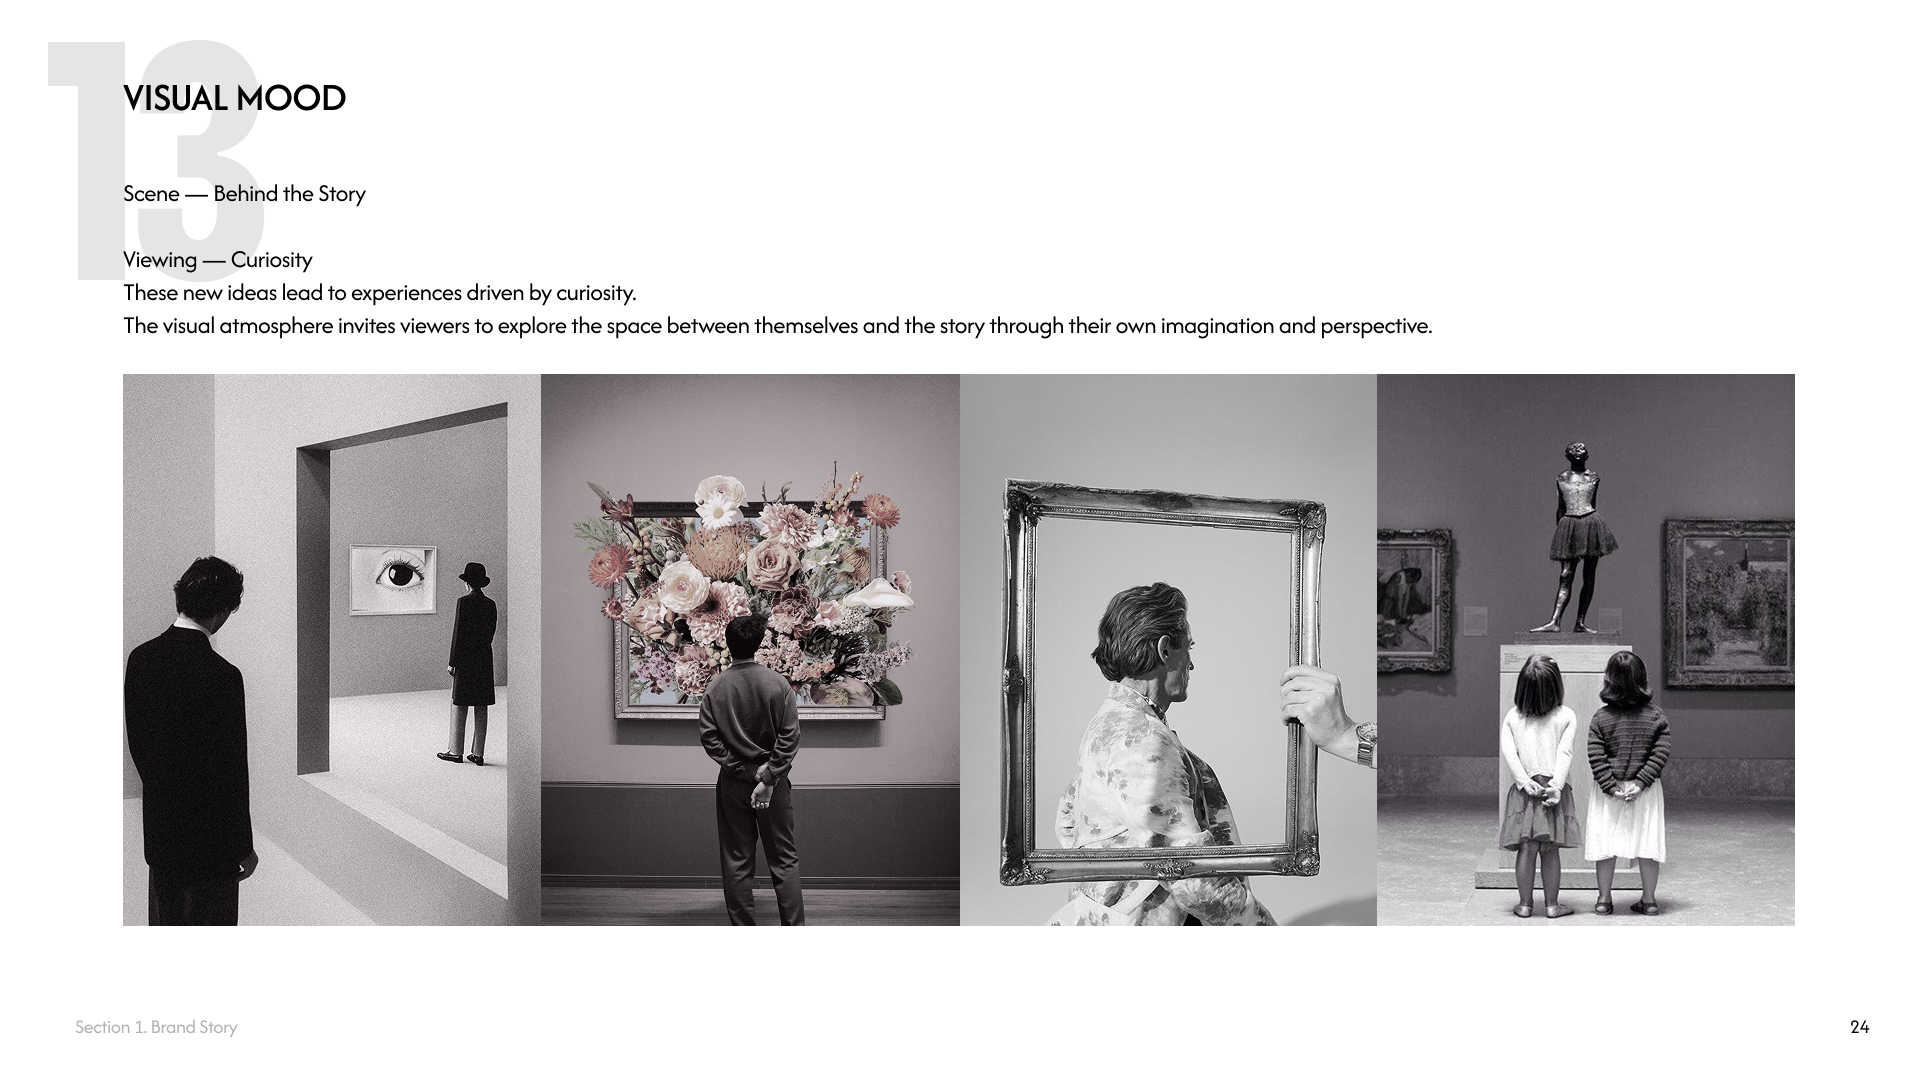 13
VISUAL MOOD
Scene — Behind the Story
Viewing — Curiosity
These new ideas lead to experiences driven by curiosity.
The visual atmosphere invites viewers to explore the space between themselves and the story through their own imagination and perspective.
Section 1. Brand Story
24